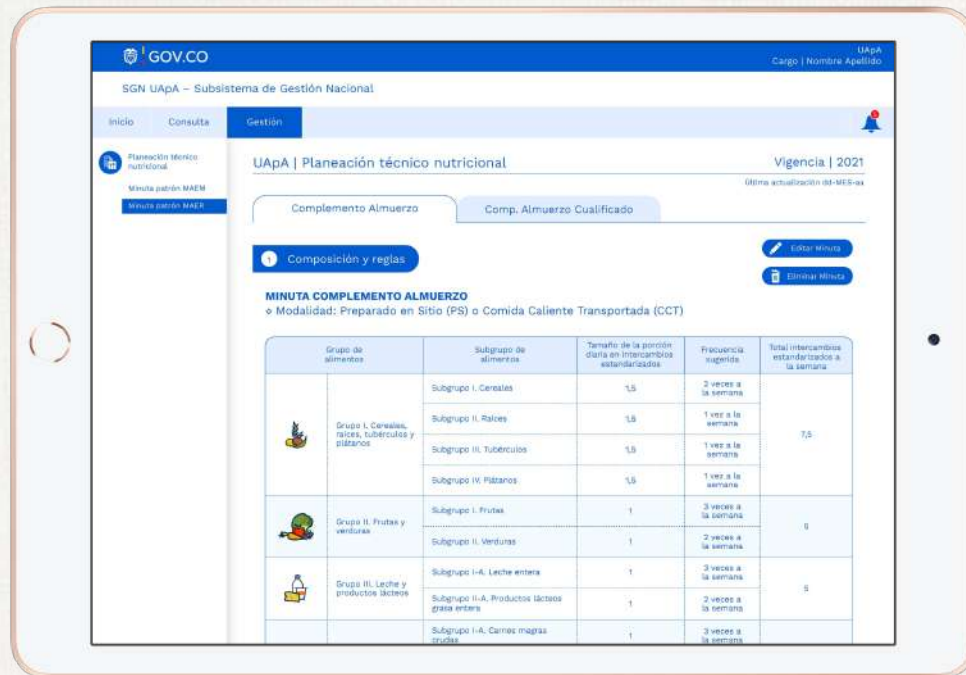 GOV.CO
UApA
Cargo | Nombre Apellido
SGN UApA – Subsistema de Gestión Nacional
Inicio
Consulta
Gestión
Planeación técnico
nutricional
Minuta patrón MAEM
Minuta patrón MAER
UApA | Planeación técnico nutricional
Vigencia | 2021
Última actualización dd-MES-aa
Complemento Almuerzo
Comp. Almuerzo Cualificado
1 Composición y reglas
Editar Minuta
Eliminar Minuta
MINUTA COMPLEMENTO ALMUERZO
Modalidad: Preparado en Sitio (PS) o Comida Caliente Transportada (CCT)
Grupo de
alimentos
Subgrupo de
alimentos
Tamaño de la porción
diaria en intercambios
estandarizados
Frecuencia
sugerida
Total intercambios
estandarizados a
la semana
Grupo I. Cereales,
raíces, tubérculos y
plátanos
Subgrupo I. Cereales
1,5
2 veces a
la semana
Subgrupo II. Raíces
1,5
1 vez a la
semana
Subgrupo III. Tubérculos
1,5
1 vez a la
semana
Subgrupo IV. Plátanos
1,5
1 vez a la
semana
7,5
Grupo II. Frutas y
verduras
Subgrupo I. Frutas
1
3 veces a
la semana
Subgrupo II. Verduras
1
2 veces a
la semana
5
Grupo III. Leche y
productos lácteos
Subgrupo I-A. Leche entera
1
3 veces a
la semana
Subgrupo II-A. Productos lácteos
grasa entera
1
2 veces a
la semana
5
Subgrupo I-A. Carnes magras
crudas
1
3 veces a
la semana